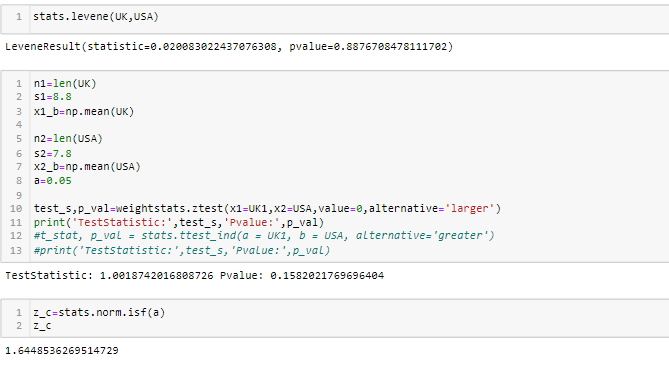 1 stats.levene(UK,USA)
LeveneResult(statistic=0.020083022437076308, pvalue=0.8876708478111702)
1 n1=len(UK)
2 s1=8.8
3 x1_b=np.mean(UK)
4
5 n2=len(USA)
6 s2=7.8
7 x2_b=np.mean(USA)
8 a=0.05
9
10 test_s,p_val=weightstats.ztest(x1=UK1,x2=USA,value=0,alternative='larger')
11 print('TestStatistic:',test_s,'Pvalue:',p_val)
12 #t_stat, p_val = stats.ttest_ind(a = UK1, b = USA, alternative='greater')
13 #print('TestStatistic:',test_s,'Pvalue:',p_val)
TestStatistic: 1.0018742016808726 Pvalue: 0.1582021769696404
1 z_c=stats.norm.isf(a)
2 z_c
1.6448536269514729